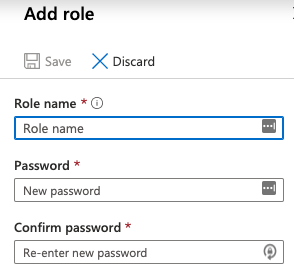 Add role
Save Discard
Role name *
Role name
Password *
New password
Confirm password *
Re-enter new password